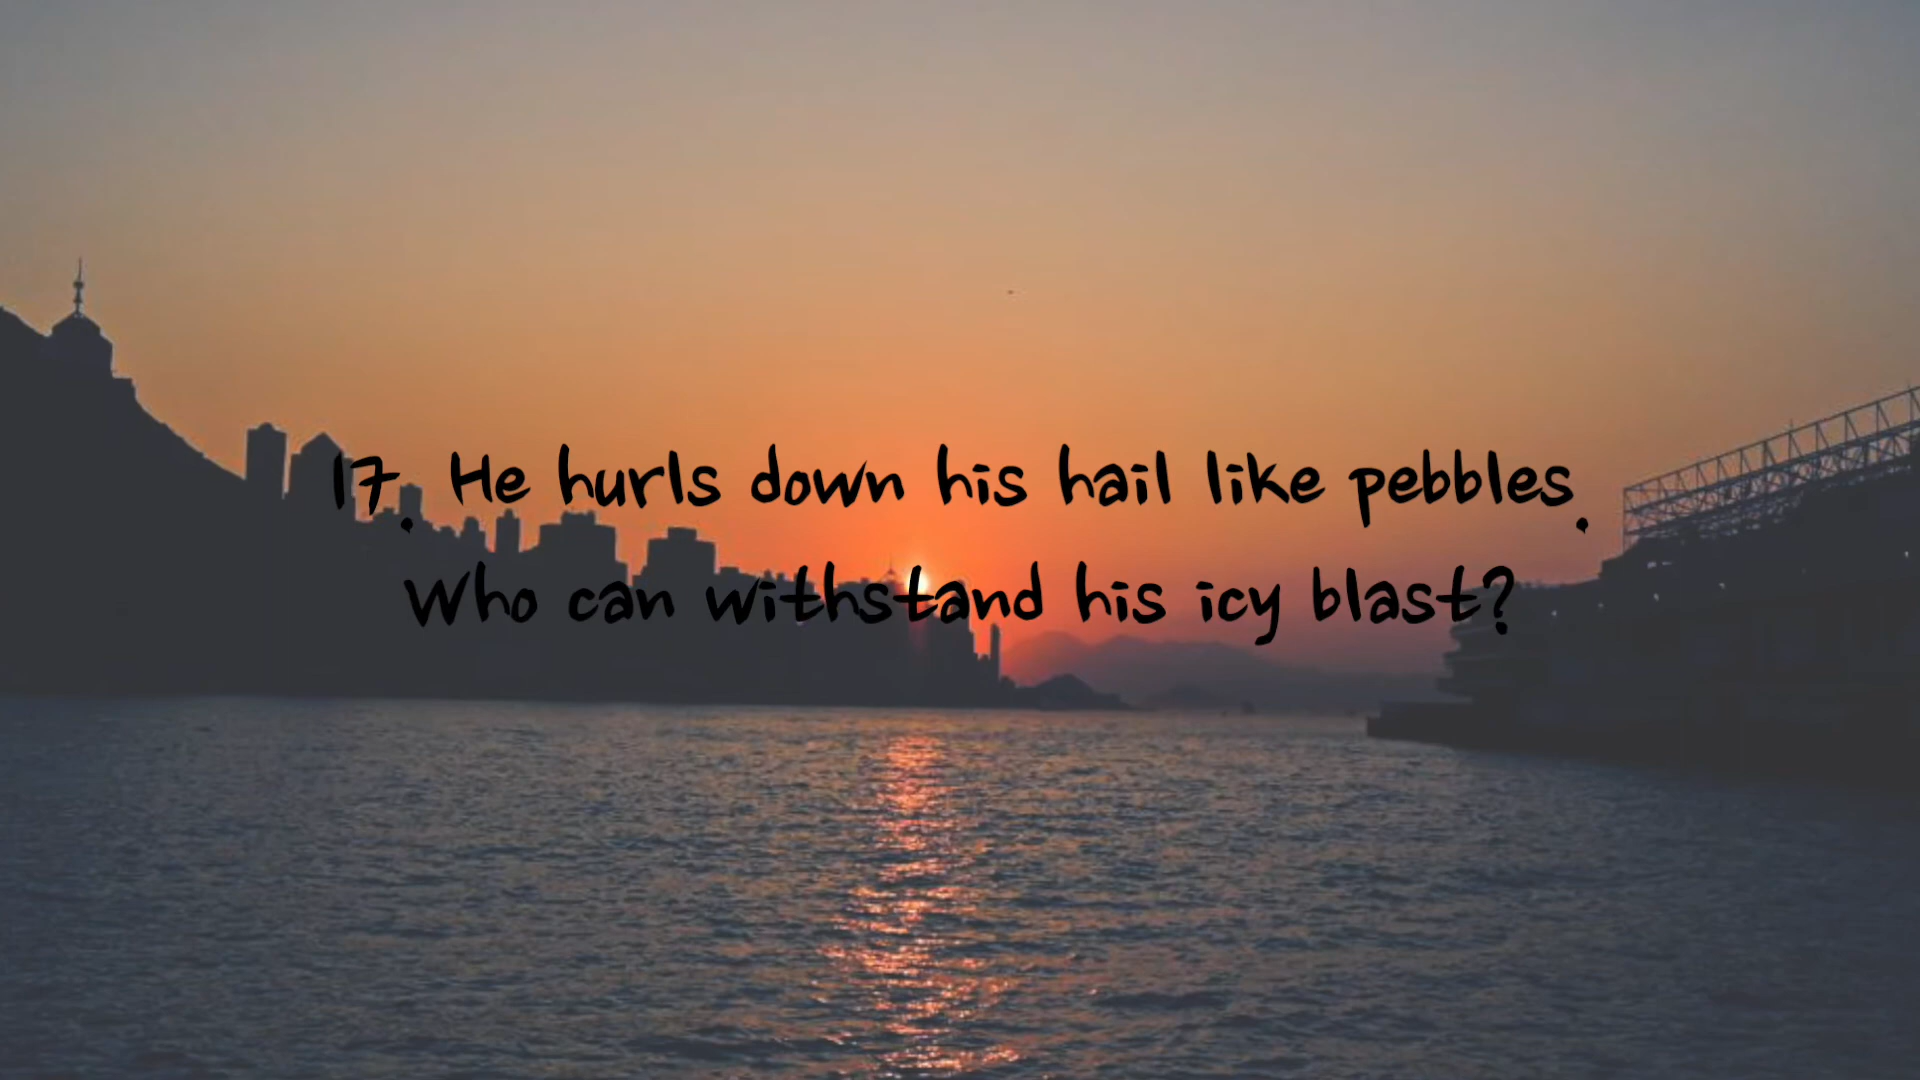 17. He hurls down his hail like pebbles.
Who can withstand his icy blast?